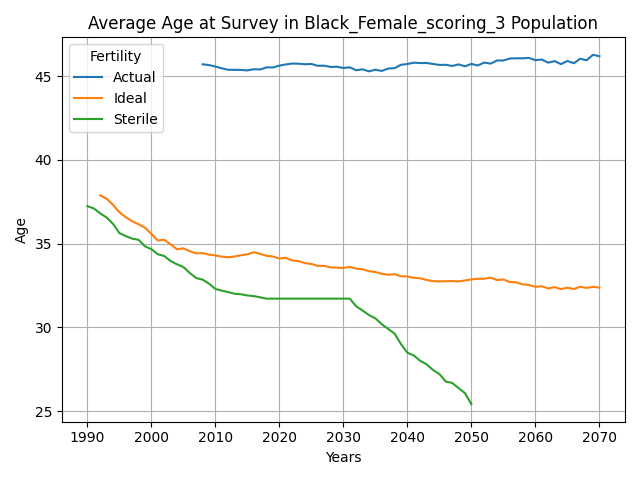 Average Age at Survey in Black_Female_scoring_3 Population
Fertility
Actual
Ideal
Sterile
45
40
35
30
25
Age
1990 2000 2010 2020 2030 2040 2050 2060 2070
Years